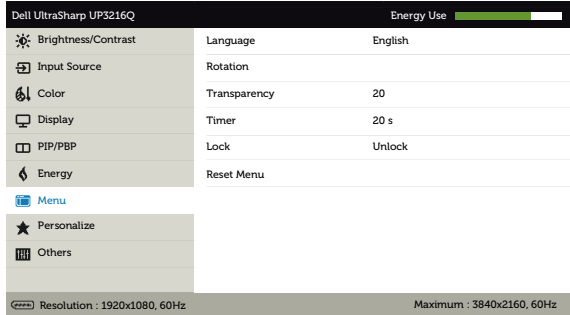 Dell UltraSharp UP3216Q Energy Use
Brightness/Contrast Language English
Input Source Rotation
Color Transparency 20
Display Timer 20 s
PIP/PBP Lock Unlock
Energy Reset Menu
Menu
Personalize
Others
Resolution : 1920x1080, 60Hz Maximum : 3840x2160, 60Hz